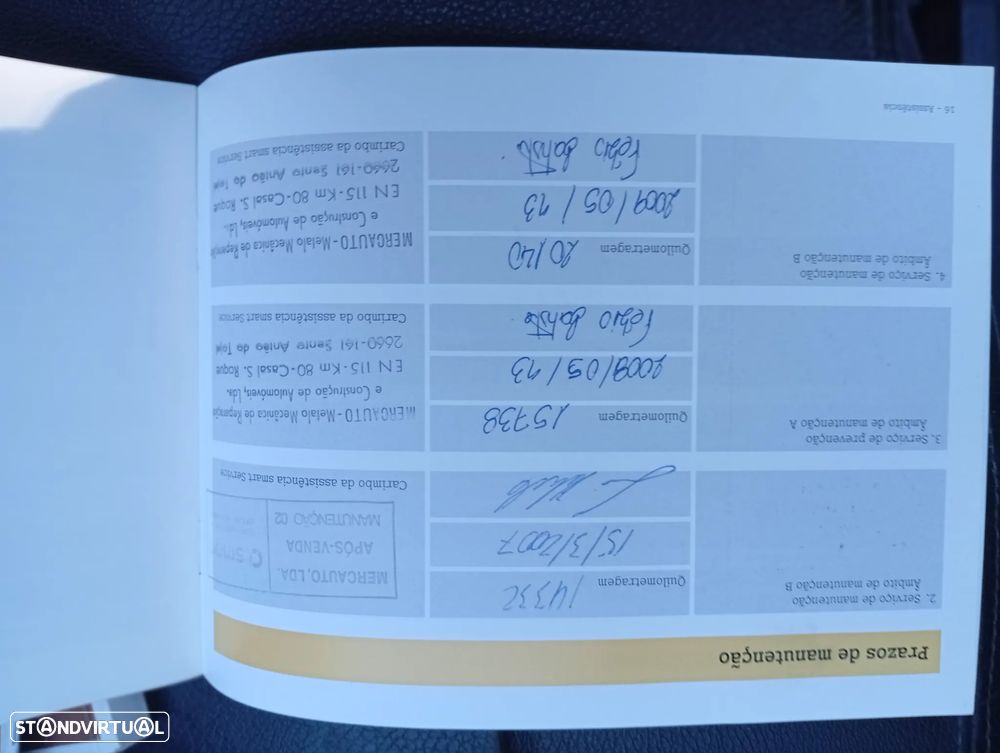 Prazos de manutenção
2. Serviço de manutenção
Âmbito de manutenção B
Quilometragem
14332
15/3/2007
MERCAUTO, LDA.
APÓS-VENDA
MANUTENÇÃO 02
smart
Carimbo da assistência smart Service
3. Serviço de prevenção
Âmbito de manutenção A
Quilometragem
15738
2008/05/13
Fábio Batista
MERCAUTO - Metalo Mecânica de Reparação
e Construção de Automóveis, Lda.
EN 115 - Km 80 - Casal S. Roque
2660-161 Santo Antão do Tojal
Carimbo da assistência smart Service
4. Serviço de manutenção
Âmbito de manutenção B
Quilometragem
20140
2009/05/13
Fábio Batista
MERCAUTO - Metalo Mecânica de Reparação
e Construção de Automóveis, Lda.
EN 115 - Km 80 - Casal S. Roque
2660-161 Santo Antão do Tojal
Carimbo da assistência smart Service
16 - Assistência
STANDVIRTUAL